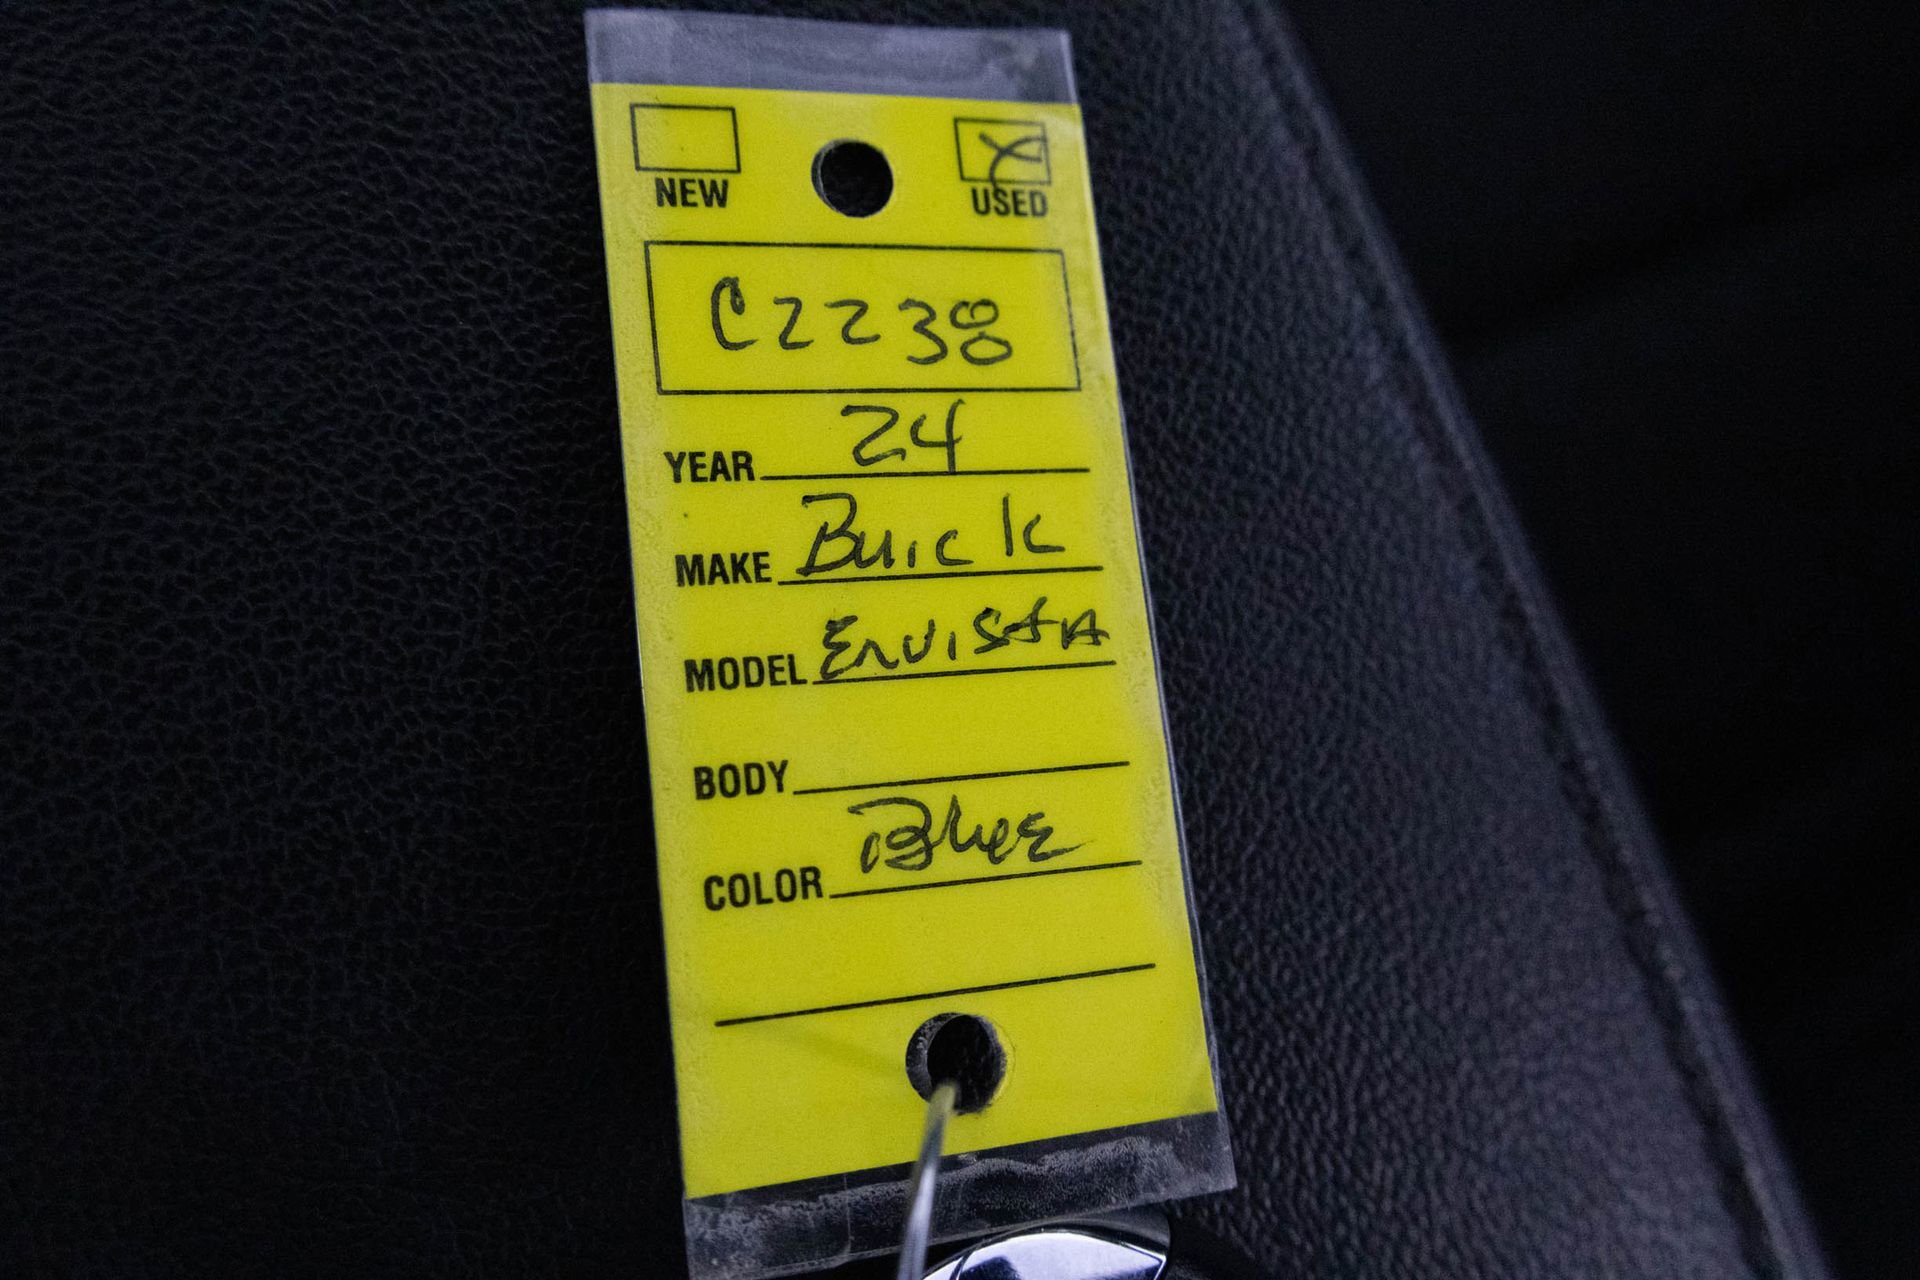 NEW USED
C2238
YEAR 24
MAKE Buick
MODEL Envista
BODY
COLOR Blue